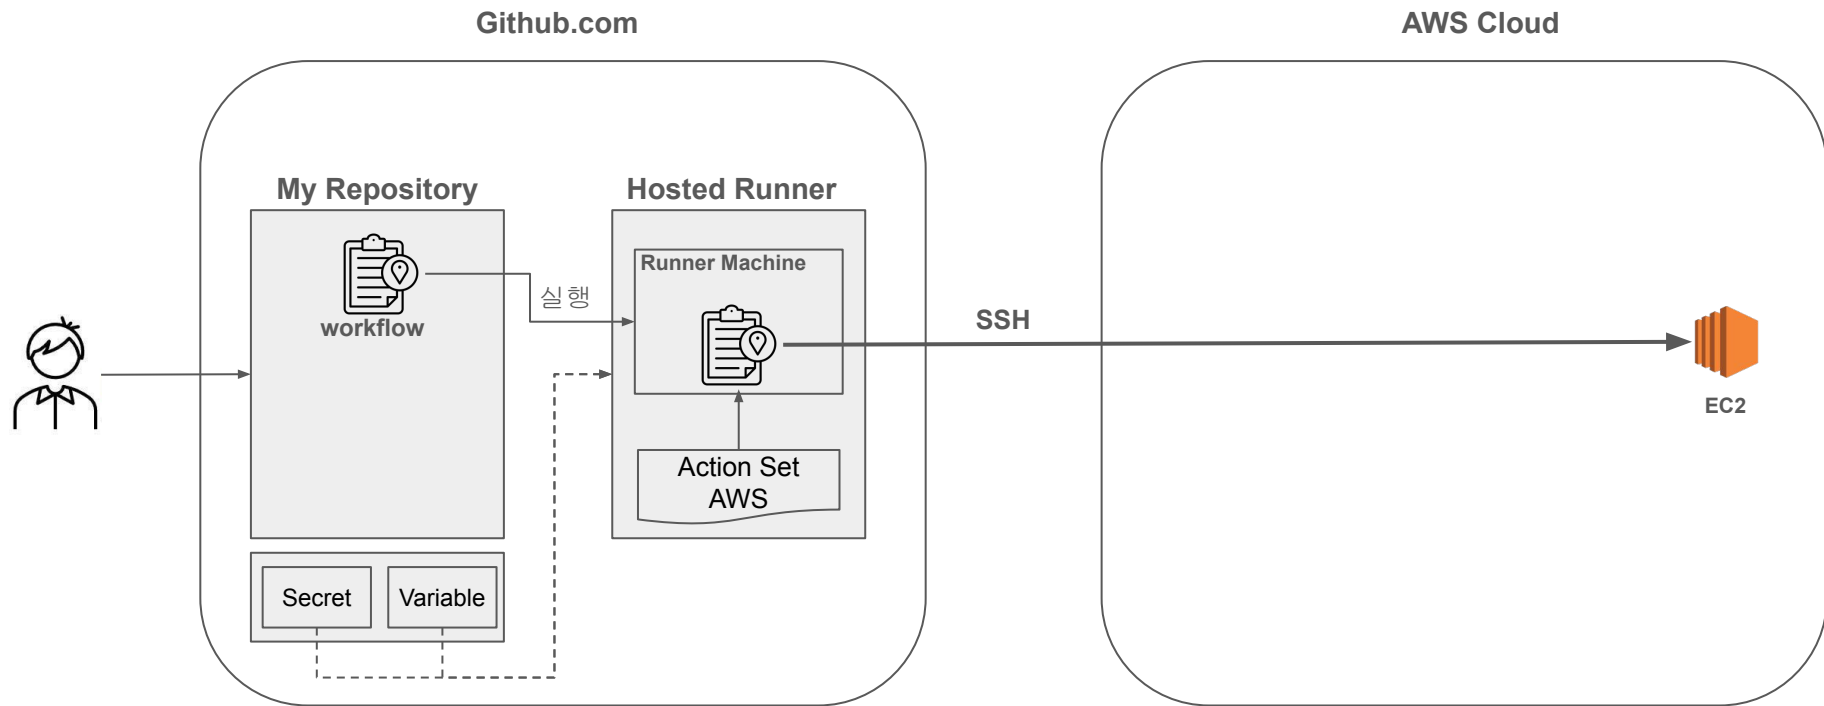 Github.com
AWS Cloud
My Repository
Hosted Runner
workflow
실행
Runner Machine
SSH
EC2
Action Set
AWS
Secret
Variable